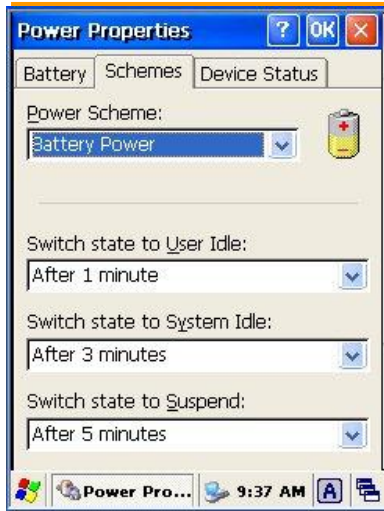 Power Properties ? OK
Battery Schemes Device Status
Power Scheme:
Battery Power
Switch state to User Idle:
After 1 minute
Switch state to System Idle:
After 3 minutes
Switch state to Suspend:
After 5 minutes
Power Pro... 9:37 AM A